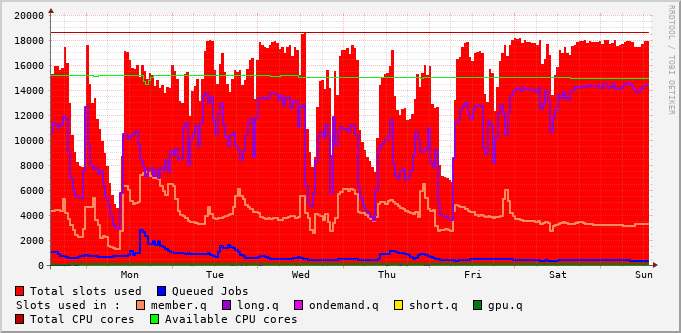 RRDTOOL / TOBI OETIKER
20000
18000
16000
14000
12000
10000
8000
6000
4000
2000
0
Mon Tue Wed Thu Fri Sat Sun
Total slots used Queued Jobs
Slots used in : member.q long.q ondemand.q short.q gpu.q
Total CPU cores Available CPU cores